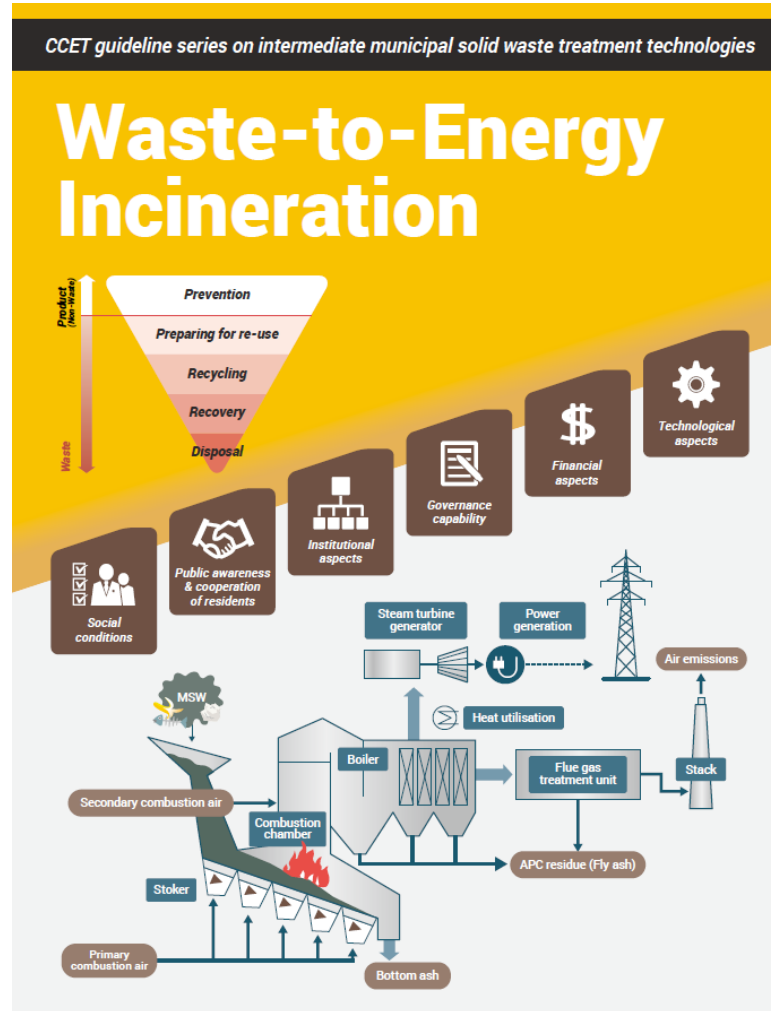 CCET guideline series on intermediate municipal solid waste treatment technologies
Waste-to-Energy
Incineration
Product
(Non-Waste)
Waste
Prevention
Preparing for re-use
Recycling
Recovery
Disposal
Social
conditions
Public awareness
& cooperation
of residents
Institutional
aspects
Governance
capability
Financial
aspects
Technological
aspects
Steam turbine
generator
Power
generation
Air emissions
MSW
Heat utilisation
Boiler
Flue gas
treatment unit
Stack
Secondary combustion air
Combustion
chamber
APC residue (Fly ash)
Stoker
Primary
combustion air
Bottom ash